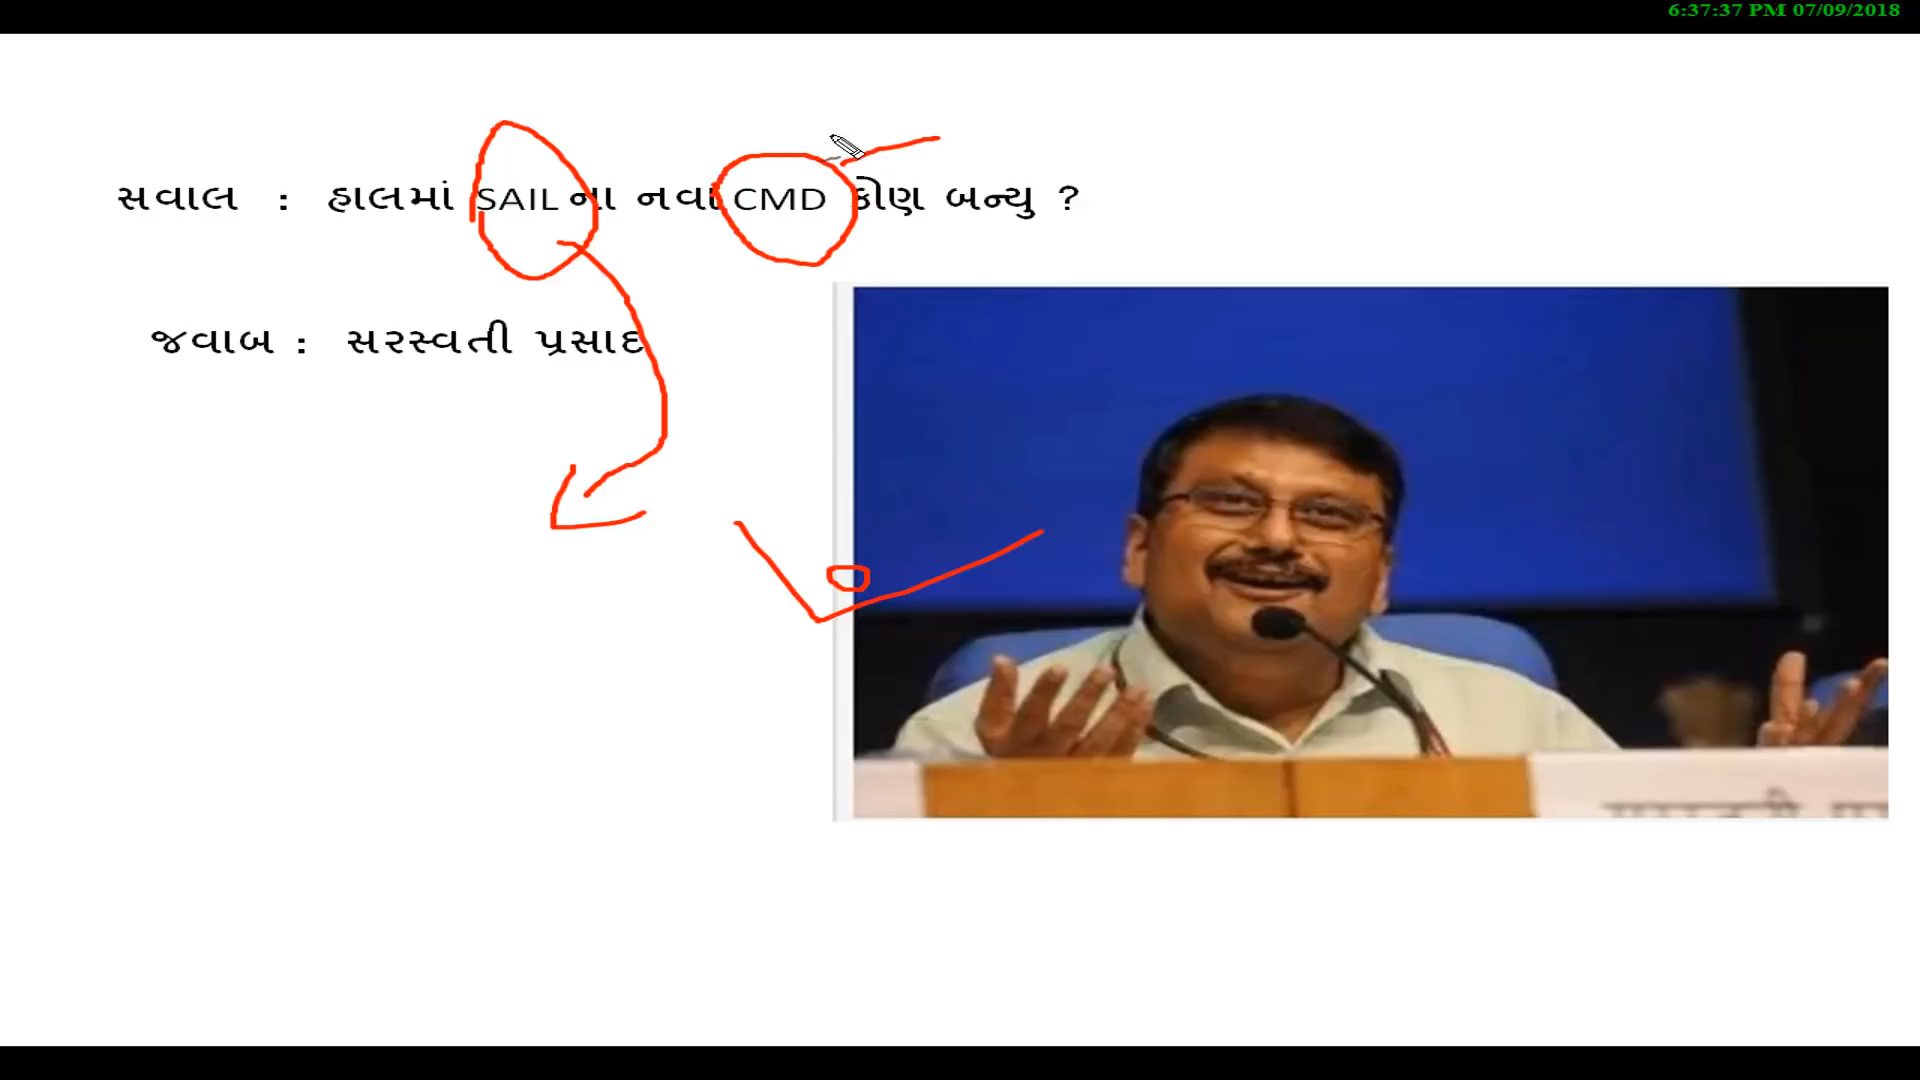 6:37:37 PM 07/09/2018
સવાલ : હાલમાં SAIL ના નવા CMD કોણ બન્યુ ?
જવાબ : સરસ્વતી પ્રસાદ